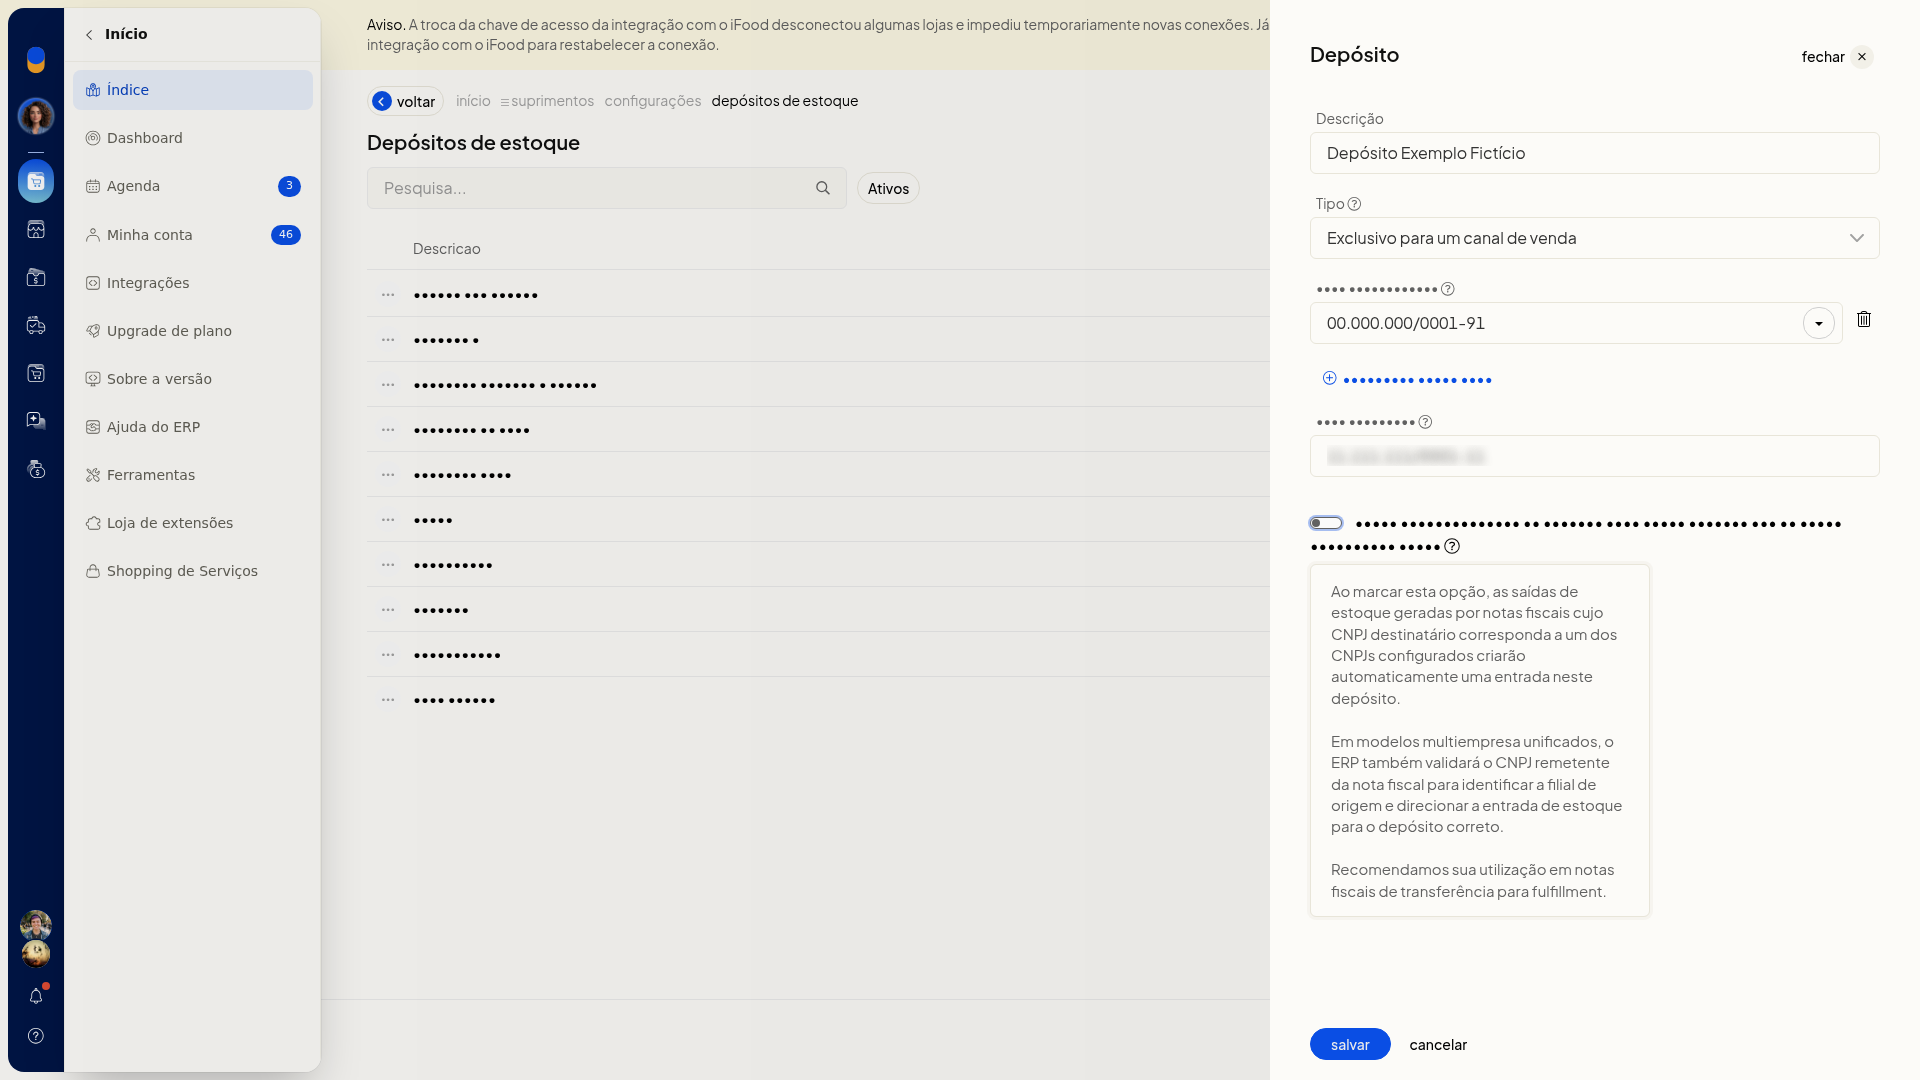 Início
Índice
Dashboard
Agenda
3
Minha conta
46
Integrações
Upgrade de plano
Sobre a versão
Ajuda do ERP
Ferramentas
Loja de extensões
Shopping de Serviços
Aviso. A troca da chave de acesso da integração com o iFood desconectou algumas lojas e impediu temporariamente novas conexões. Já
integração com o iFood para restabelecer a conexão.
voltar início suprimentos configurações depósitos de estoque
Depósitos de estoque
Pesquisa...
Ativos
Descricao
Depósito
fechar
Descrição
Depósito Exemplo Fictício
Tipo
Exclusivo para um canal de venda
00.000.000/0001-91
Ao marcar esta opção, as saídas de
estoque geradas por notas fiscais cujo
CNPJ destinatário corresponda a um dos
CNPJs configurados criarão
automaticamente uma entrada neste
depósito.
Em modelos multiempresa unificados, o
ERP também validará o CNPJ remetente
da nota fiscal para identificar a filial de
origem e direcionar a entrada de estoque
para o depósito correto.
Recomendamos sua utilização em notas
fiscais de transferência para fulfillment.
salvar
cancelar